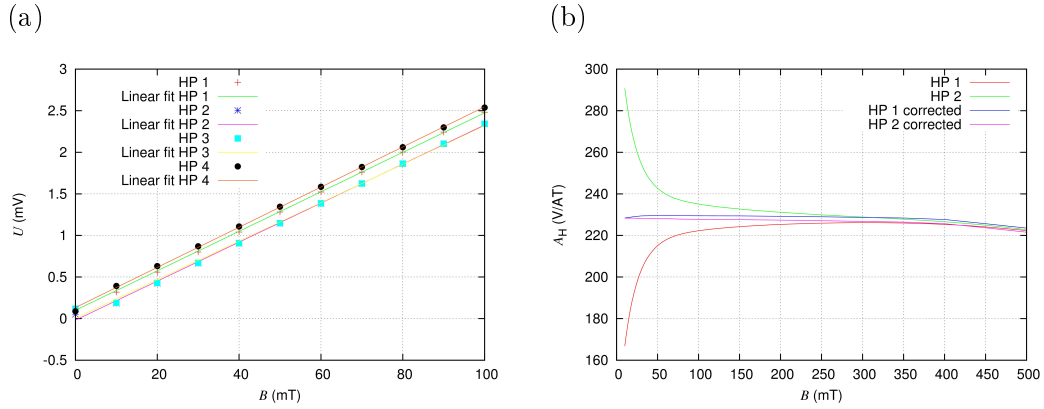 (a)
3
2.5
2
1.5
1
0.5
0
-0.5
U (mV)
HP 1
Linear fit HP 1
HP 2
Linear fit HP 2
HP 3
Linear fit HP 3
HP 4
Linear fit HP 4
0 20 40 60 80 100
B (mT)
(b)
300
280
260
240
220
200
180
160
A_H (V/AT)
HP 1
HP 2
HP 1 corrected
HP 2 corrected
0 50 100 150 200 250 300 350 400 450 500
B (mT)